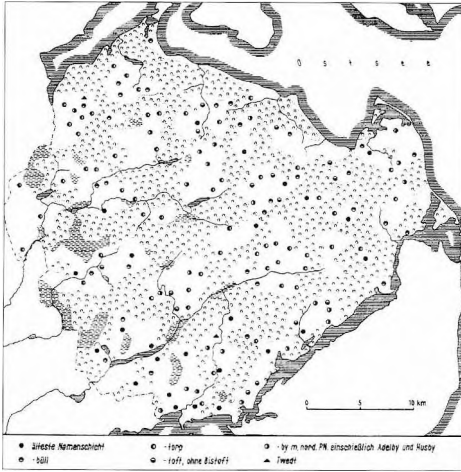 Ostsee
0 5 10 km
älteste Namenschicht
-torp
-by m. nord. PN. einschließlich Adelby und Husby
-büll
-toft, ohne Bistoft
Twedt